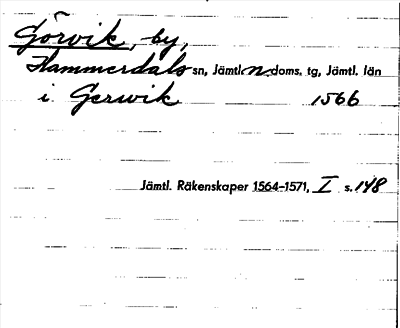 Görvik, by,
Hammerdals sn, Jämtl. n. doms. tg, Jämtl. län
i Gerwik 1566
Jämtl. Räkenskaper 1564-1571, I s. 148